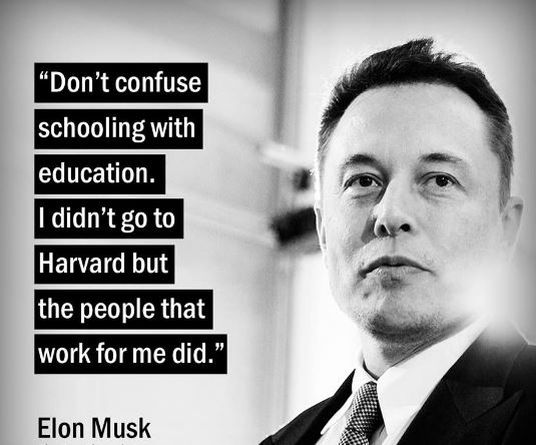 “Don’t confuse
schooling with
education.
I didn’t go to
Harvard but
the people that
work for me did.”
Elon Musk